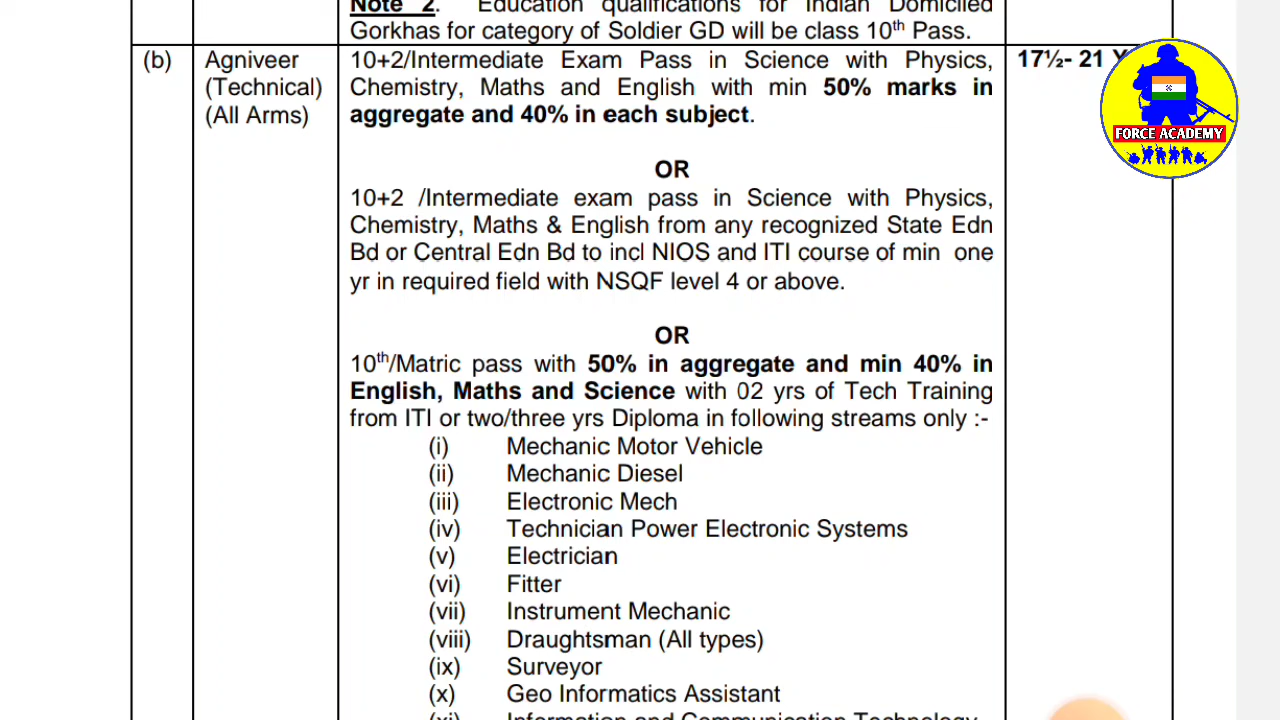 Note 2. Education qualifications for Indian Domiciled
Gorkhas for category of Soldier GD will be class 10th Pass.
(b) Agniveer (Technical) (All Arms)
10+2/Intermediate Exam Pass in Science with Physics,
Chemistry, Maths and English with min 50% marks in
aggregate and 40% in each subject.
OR
10+2 /Intermediate exam pass in Science with Physics,
Chemistry, Maths & English from any recognized State Edn
Bd or Central Edn Bd to incl NIOS and ITI course of min one
yr in required field with NSQF level 4 or above.
OR
10th/Matric pass with 50% in aggregate and min 40% in
English, Maths and Science with 02 yrs of Tech Training
from ITI or two/three yrs Diploma in following streams only :-
(i) Mechanic Motor Vehicle
(ii) Mechanic Diesel
(iii) Electronic Mech
(iv) Technician Power Electronic Systems
(v) Electrician
(vi) Fitter
(vii) Instrument Mechanic
(viii) Draughtsman (All types)
(ix) Surveyor
(x) Geo Informatics Assistant
(xi) Information and Communication Technology
17½- 21 Y
FORCE ACADEMY